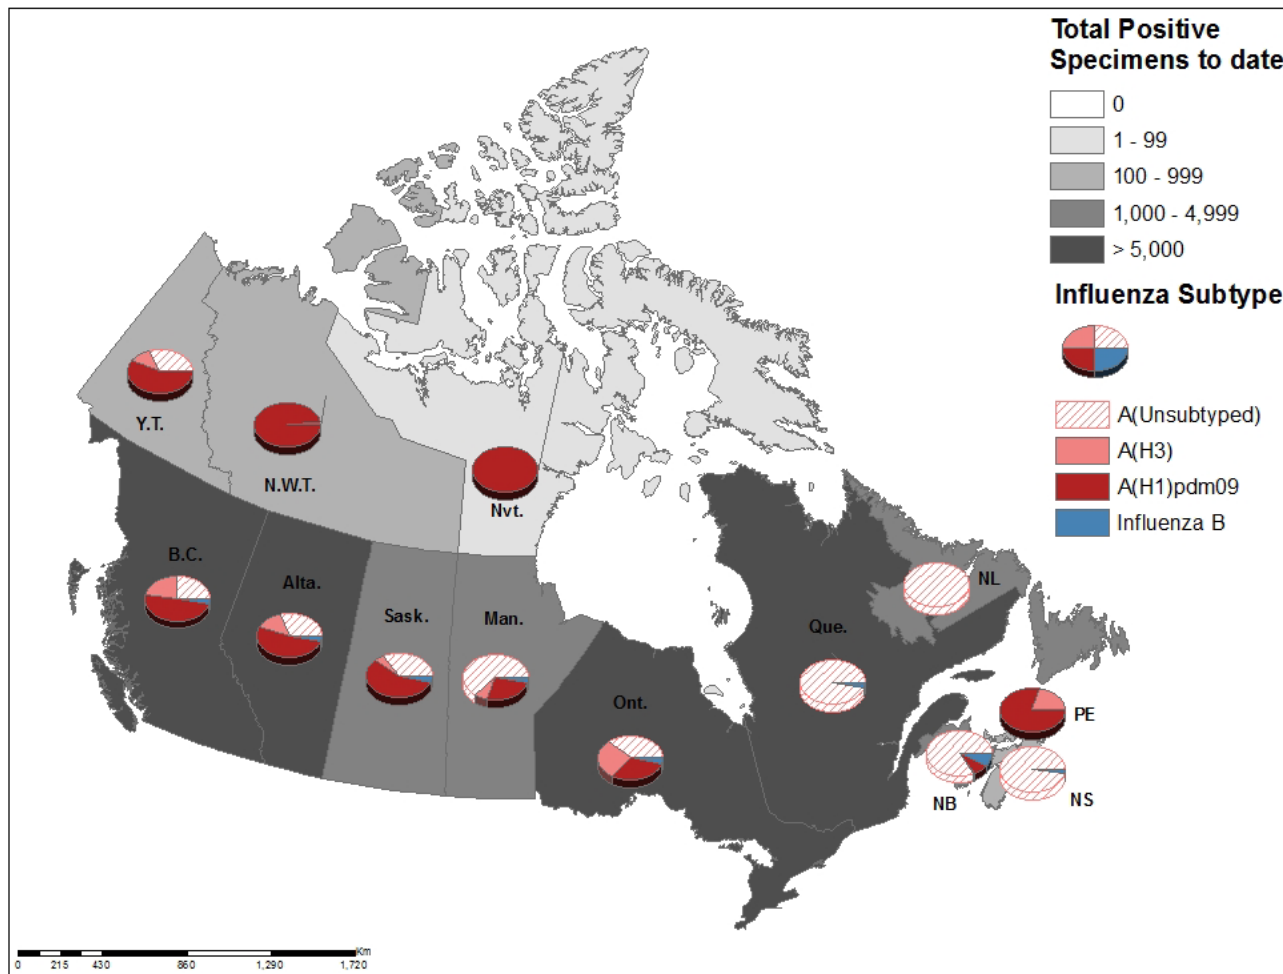 Total Positive
Specimens to date
0
1 - 99
100 - 999
1,000 - 4,999
> 5,000
Influenza Subtype
A(Unsubtyped)
A(H3)
A(H1)pdm09
Influenza B
Y.T.
N.W.T.
Nvt.
B.C.
Alta.
Sask.
Man.
Ont.
Que.
NL
PE
NB
NS
Km
0 215 430 860 1,290 1,720